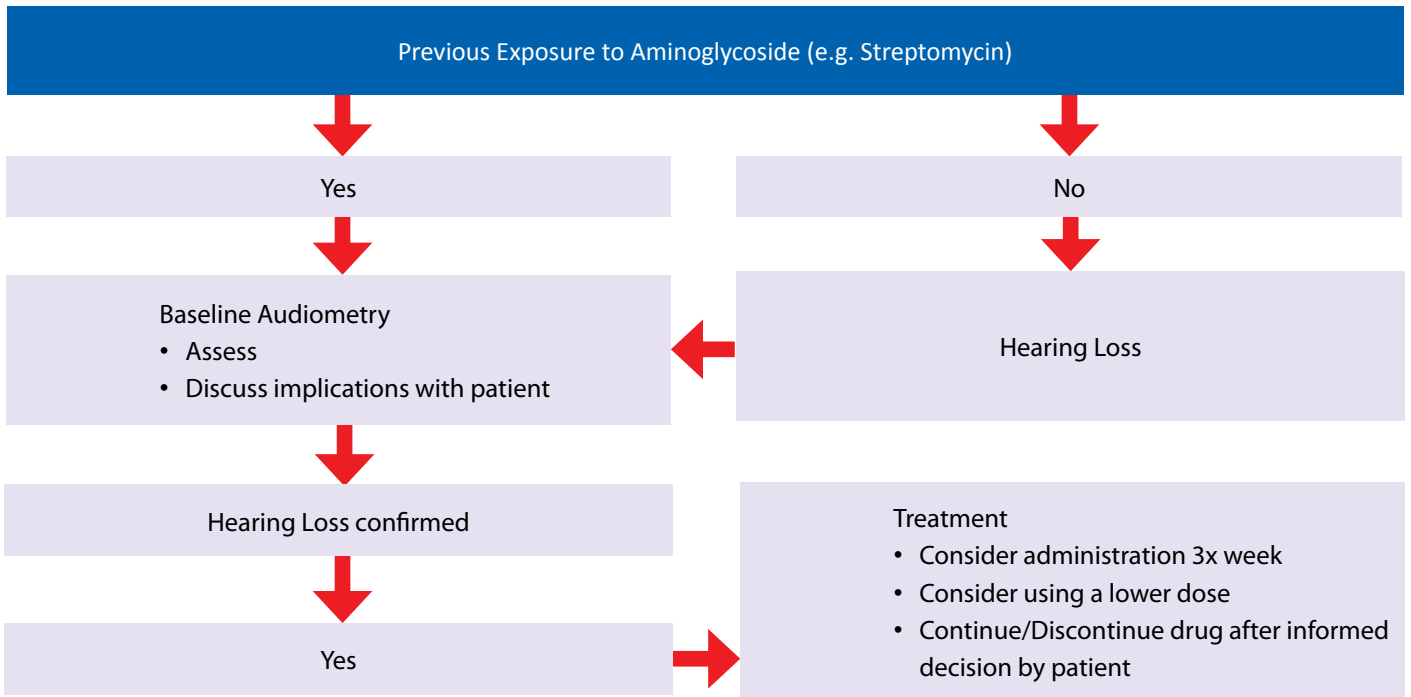 Previous Exposure to Aminoglycoside (e.g. Streptomycin)
Yes
No
Baseline Audiometry
• Assess
• Discuss implications with patient
Hearing Loss
Hearing Loss confirmed
Yes
Treatment
• Consider administration 3x week
• Consider using a lower dose
• Continue/Discontinue drug after informed
decision by patient